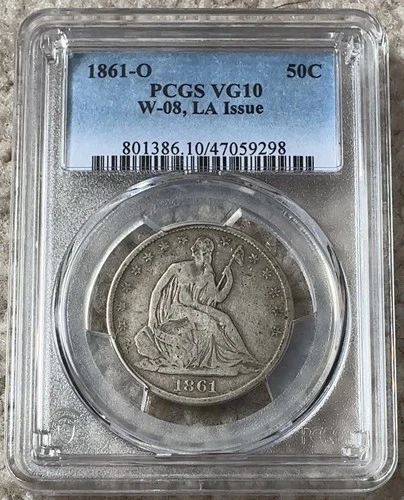 1861-O 50C
PCGS VG10
W-08, LA Issue
801386.10/47059298
1861